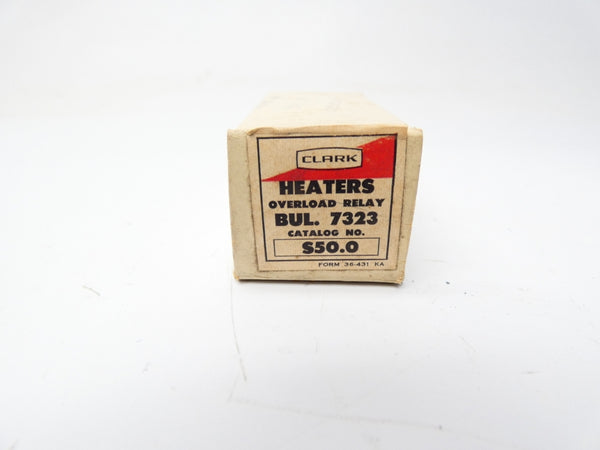 CLARK
HEATERS
OVERLOAD RELAY
BUL. 7323
CATALOG NO.
S50.0
FORM 36-431 KA